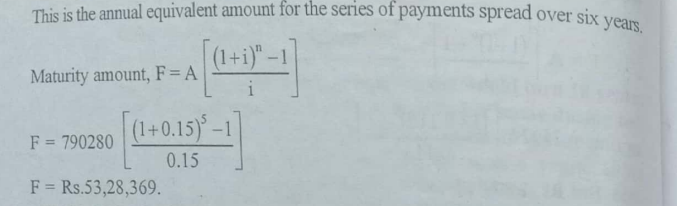 This is the annual equivalent amount for the series of payments spread over six years.
Maturity amount, F = A [((1+i)^n − 1) / i]
F = 790280 [((1+0.15)^5 − 1) / 0.15]
F = Rs.53,28,369.